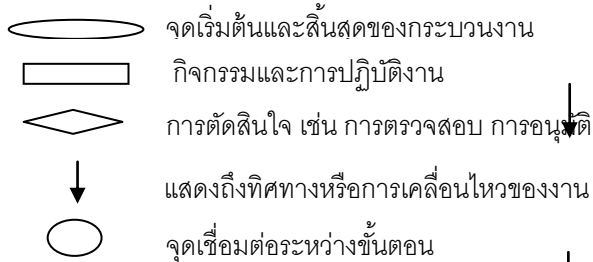 จุดเริ่มต้นและสิ้นสุดของกระบวนงาน
กิจกรรมและการปฏิบัติงาน
การตัดสินใจ เช่น การตรวจสอบ การอนุมัติ
แสดงถึงทิศทางหรือการเคลื่อนไหวของงาน
จุดเชื่อมต่อระหว่างขั้นตอน